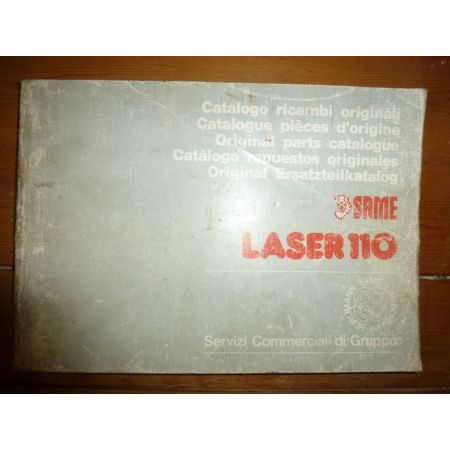 Catalogo ricambi originali
Catalogue pièces d'origine
Original parts catalogue
Catálogo repuestos originales
Original Ersatzteilkatalog
SAME
LASER 110
Servizi Commerciali di Gruppo